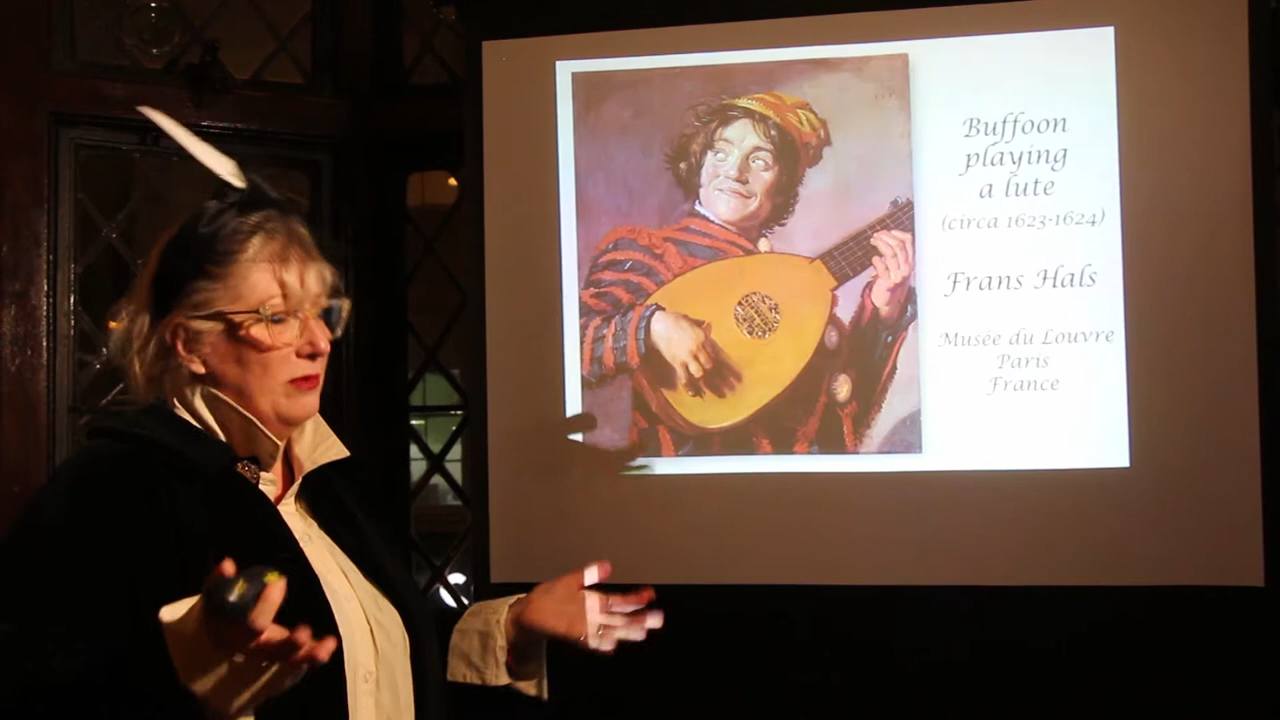 Buffoon
playing
a lute
(circa 1623-1624)
Frans Hals
Musée du Louvre
Paris
France